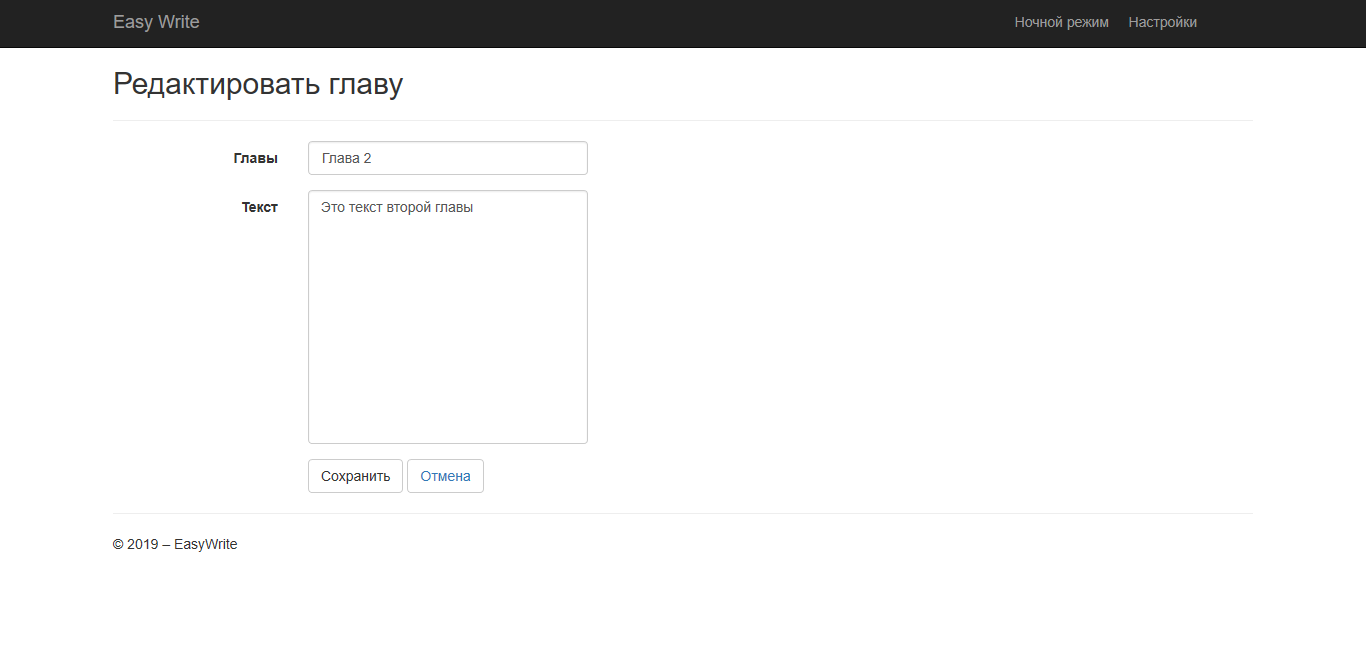 Easy Write
Ночной режим
Настройки
Редактировать главу
Главы
Глава 2
Текст
Это текст второй главы
Сохранить
Отмена
© 2019 – EasyWrite